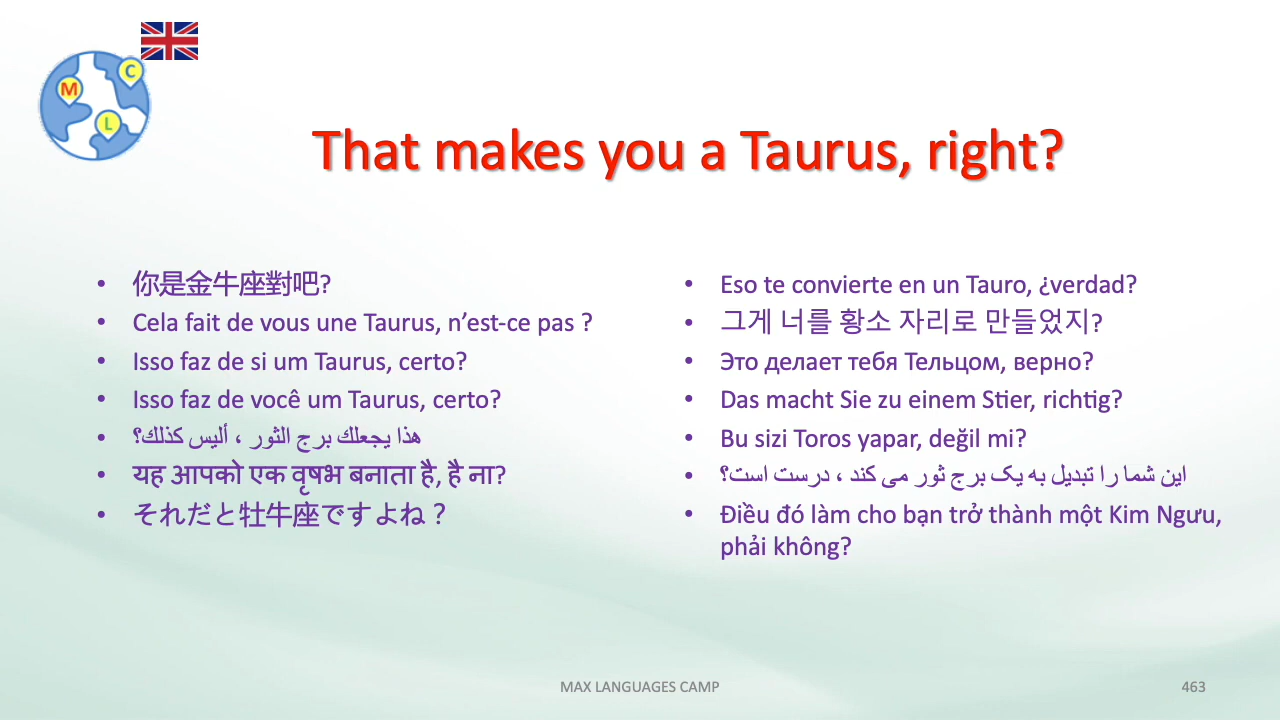 M
C
L
That makes you a Taurus, right?
• 你是金牛座對吧?
• Cela fait de vous une Taurus, n’est-ce pas ?
• Isso faz de si um Taurus, certo?
• Isso faz de você um Taurus, certo?
• هذا يجعلك برج الثور ، أليس كذلك؟
• यह आपको एक वृषभ बनाता है, है ना?
• それだと牡牛座ですよね？
• Eso te convierte en un Tauro, ¿verdad?
• 그게 너를 황소 자리로 만들었지?
• Это делает тебя Тельцом, верно?
• Das macht Sie zu einem Stier, richtig?
• Bu sizi Toros yapar, değil mi?
• این شما را تبدیل به یک برج ثور می کند ، درست است؟
• Điều đó làm cho bạn trở thành một Kim Ngưu,
phải không?
MAX LANGUAGES CAMP
463